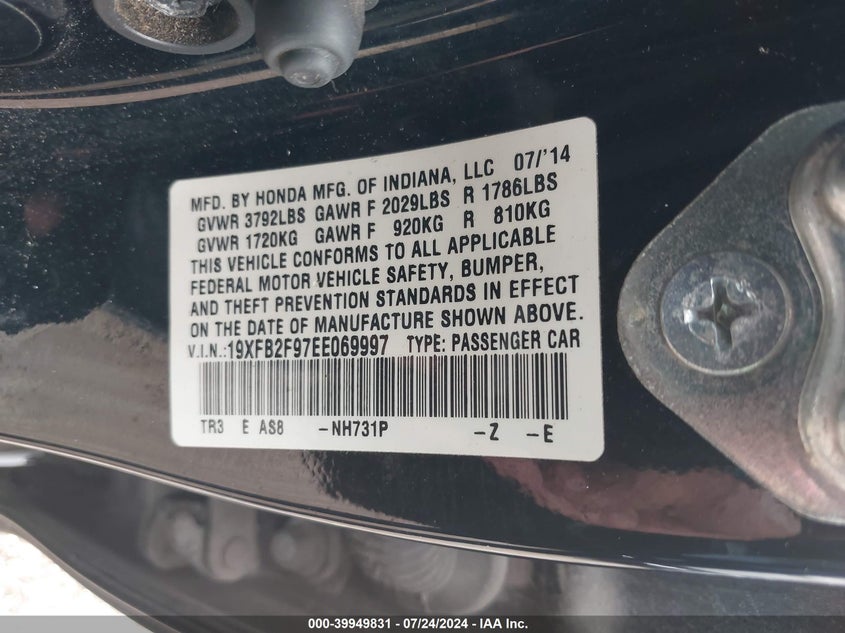 MFD. BY HONDA MFG. OF INDIANA, LLC 07/'14
GVWR 3792LBS GAWR F 2029LBS R 1786LBS
GVWR 1720KG GAWR F 920KG R 810KG
THIS VEHICLE CONFORMS TO ALL APPLICABLE
FEDERAL MOTOR VEHICLE SAFETY, BUMPER,
AND THEFT PREVENTION STANDARDS IN EFFECT
ON THE DATE OF MANUFACTURE SHOWN ABOVE.
V.I.N.:19XFB2F97EE069997 TYPE: PASSENGER CAR
TR3 E AS8 -NH731P -Z -E
000-39949831 / 07/24/2024 - IAA Inc.